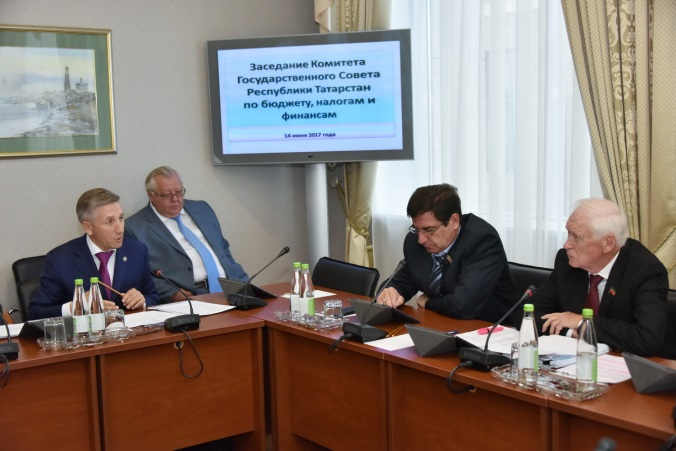 Заседание Комитета
Государственного Совета
Республики Татарстан
по бюджету, налогам и
финансам
14 июня 2017 года